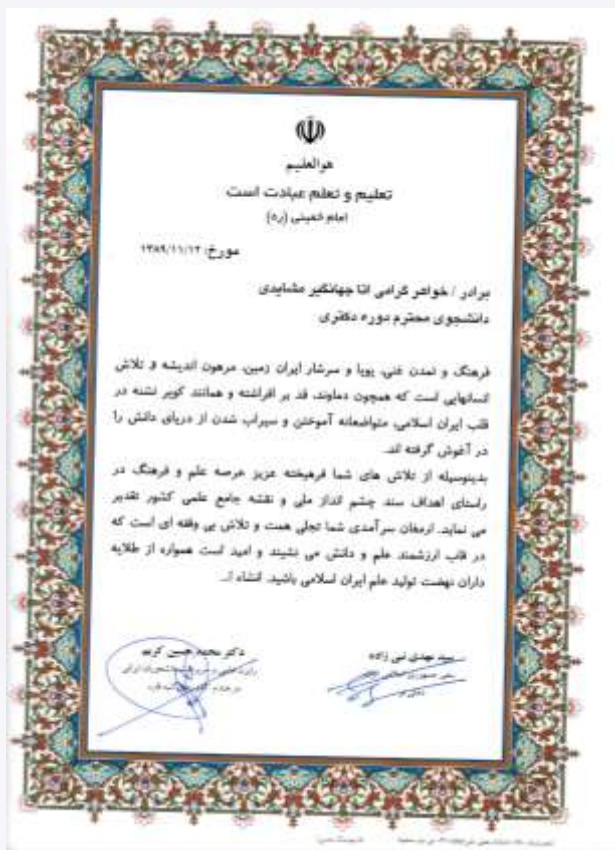 هوالعلیم
تعلیم و تعلم عبادت است
امام خمینی (ره)
مورخ: ۱۳۸۹/۱۱/۱۲
برادر / خواهر گرامی اتا جهانگیر مشایدی
دانشجوی محترم دوره دکتری
فرهنگ و تمدن غنی، پویا و سرشار ایران زمین، مرهون اندیشه و تلاش
انسانهایی است که همچون دماوند، قد بر افراشته و همانند کویر تشنه در
قلب ایران اسلامی، متواضعانه آموختن و سیراب شدن از دریای دانش را
در آغوش گرفته اند.
بدینوسیله از تلاش های شما فرهیخته عزیز عرصه علم و فرهنگ در
راستای اهداف سند چشم انداز ملی و نقشه جامع علمی کشور تقدیر
می نماید. ارمغان سرآمدی شما تجلی همت و تلاش بی وقفه ای است که
در قاب ارزشمند علم و دانش می نشیند و امید است همواره از طلایه
داران نهضت تولید علم ایران اسلامی باشید. انشاء ا...
سید مهدی نبی زاده
دکتر محمد حسین کریم